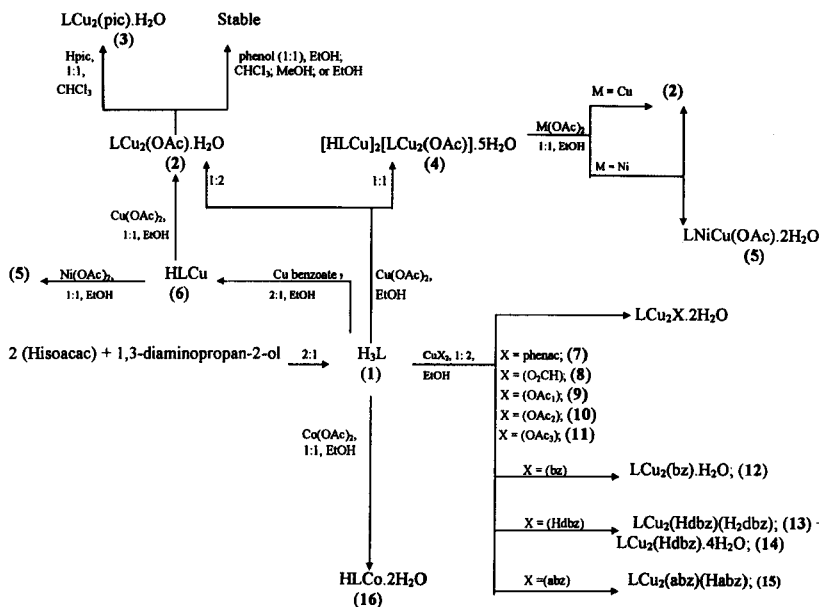 LCu₂(pic).H₂O
(3)
Stable
Hpic,
1:1,
CHCl₃
phenol (1:1), EtOH;
CHCl₃; MeOH; or EtOH
LCu₂(OAc).H₂O
(2)
[HLCu]₂[LCu₂(OAc)].5H₂O
(4)
M(OAc)₂
1:1, EtOH
M = Cu
(2)
M = Ni
LNiCu(OAc).2H₂O
(5)
1:2
1:1
Cu(OAc)₂,
1:1, EtOH
(5)
Ni(OAc)₂,
1:1, EtOH
HLCu
(6)
Cu benzoate ,
2:1, EtOH
Cu(OAc)₂,
EtOH
2 (Hisoacac) + 1,3-diaminopropan-2-ol
2:1
H₃L
(1)
CuX₂, 1: 2,
EtOH
LCu₂X.2H₂O
X = phenac; (7)
X = (O₂CH); (8)
X = (OAc₁); (9)
X = (OAc₂); (10)
X = (OAc₃); (11)
Co(OAc)₂,
1:1, EtOH
X = (bz)
LCu₂(bz).H₂O; (12)
X = (Hdbz)
LCu₂(Hdbz)(H₂dbz); (13) -
LCu₂(Hdbz).4H₂O; (14)
X =(abz)
LCu₂(abz)(Habz); (15)
HLCo.2H₂O
(16)